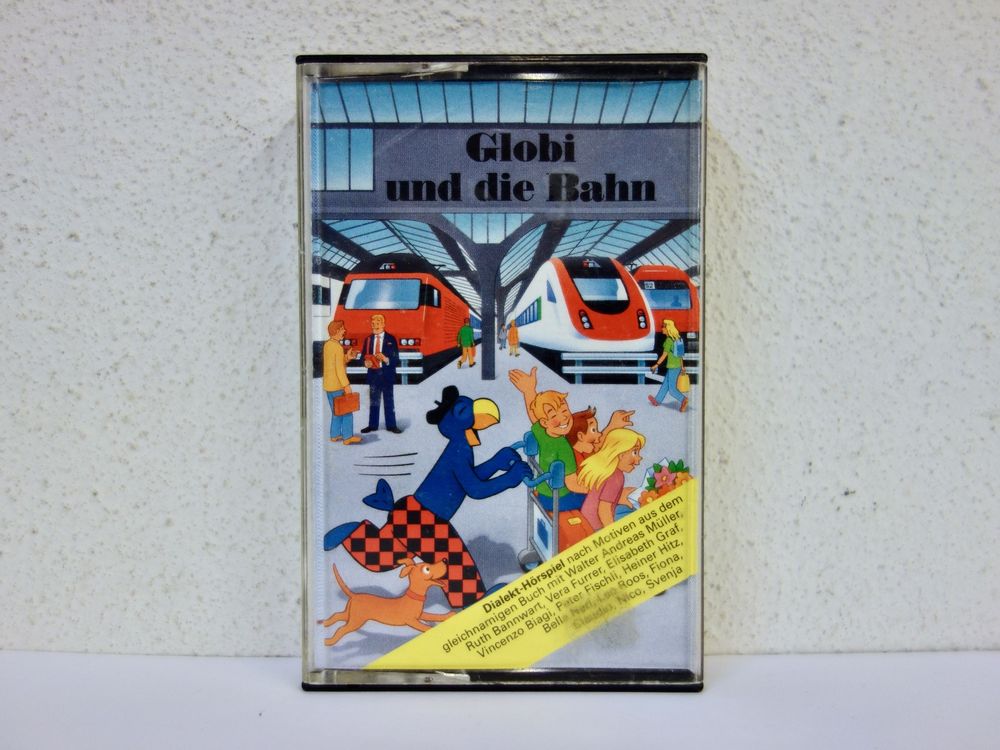 Globi
und die Bahn
Dialekt-Hörspiel nach Motiven aus dem
gleichnamigen Buch mit Walter Andreas Müller,
Ruth Bannwart, Vera Furrer, Elisabeth Graf,
Vincenzo Biagi, Peter Fischli, Heiner Hitz,
Bella Neri, Leo Roos, Fiona,
Claudio, Nico, Svenja